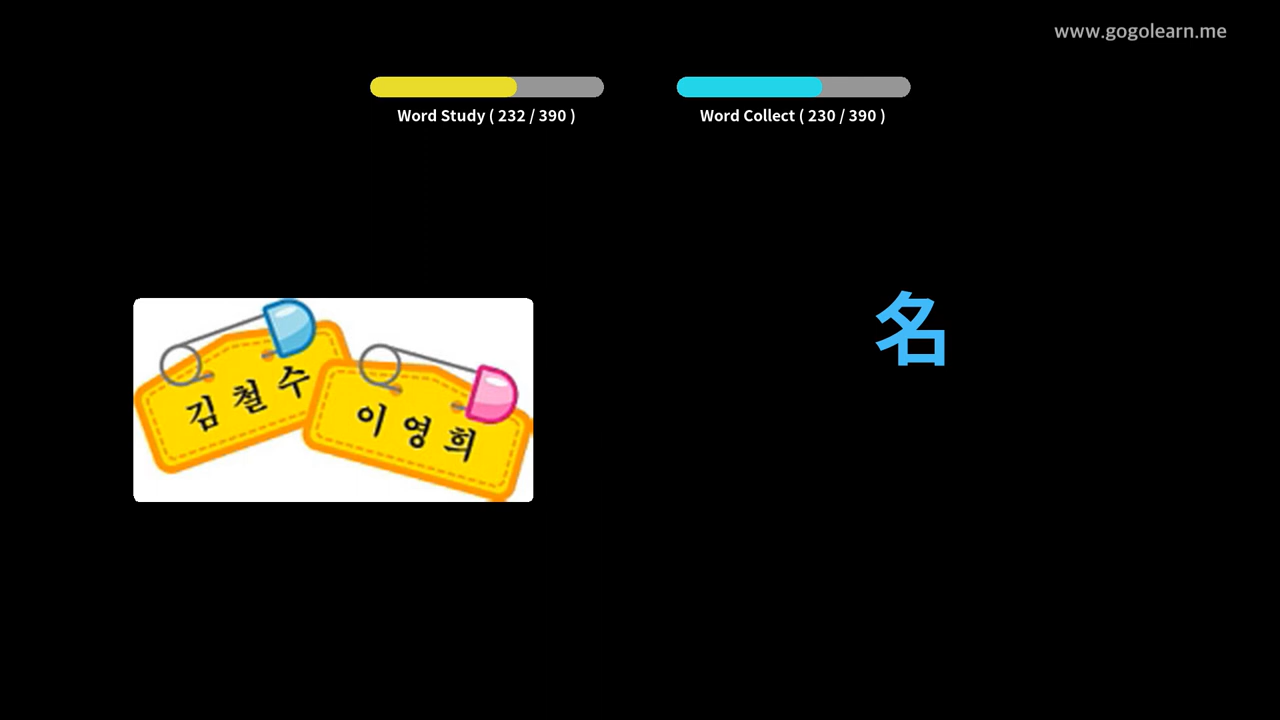 www.gogolearn.me
Word Study ( 232 / 390 )
Word Collect ( 230 / 390 )
名
김 철 수
이 영 희